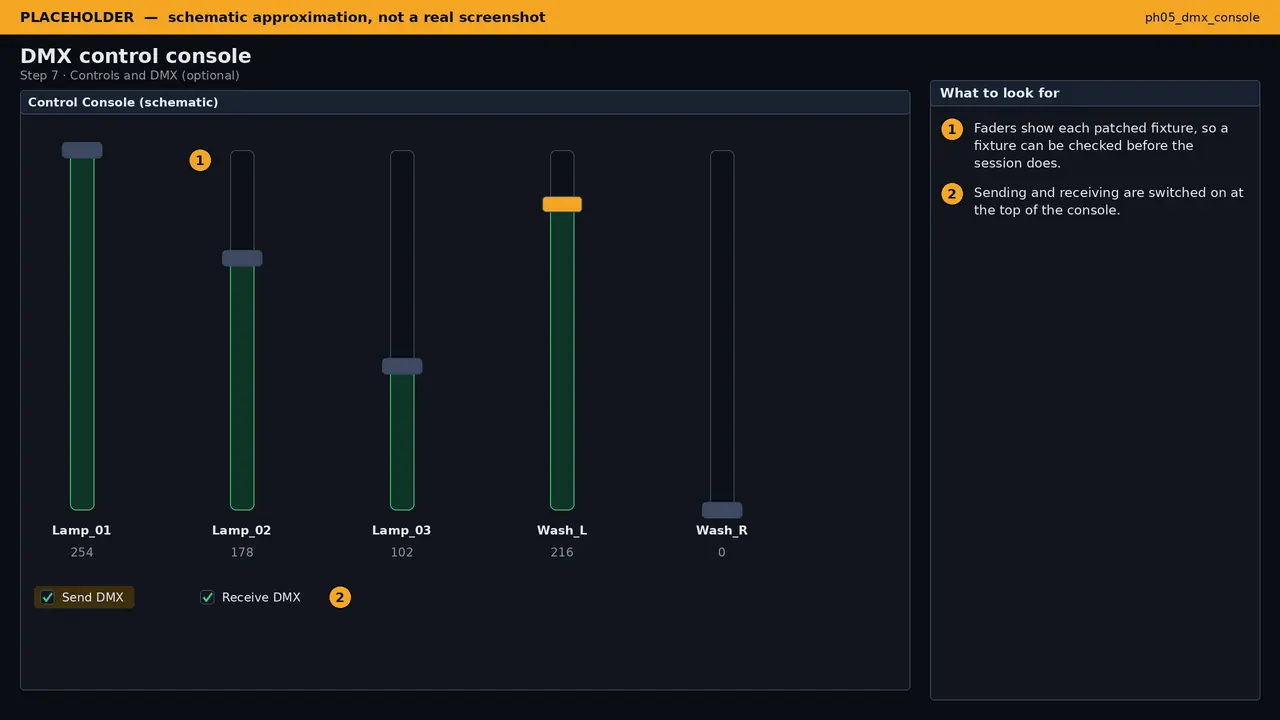 PLACEHOLDER — schematic approximation, not a real screenshot
ph05_dmx_console
DMX control console
Step 7 · Controls and DMX (optional)
Control Console (schematic)
1
Lamp_01
Lamp_02
Lamp_03
Wash_L
Wash_R
254
178
102
216
0
Send DMX
Receive DMX
2
What to look for
1
Faders show each patched fixture, so a
fixture can be checked before the
session does.
2
Sending and receiving are switched on at
the top of the console.